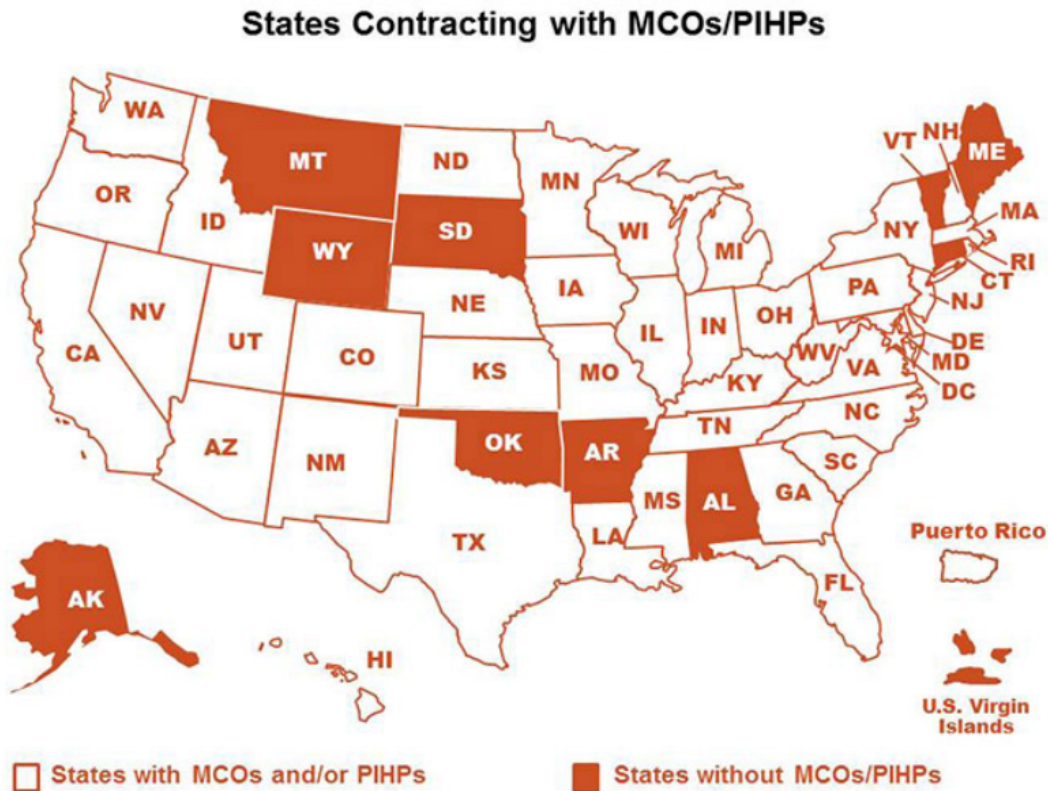 States Contracting with MCOs/PIHPs
WA
MT
ND
MN
VT
NH
ME
OR
ID
SD
WI
MI
NY
MA
WY
RI
CT
IA
NE
PA
NJ
NV
UT
CO
IL
IN
OH
DE
CA
KS
MO
WV
VA
MD
KY
DC
AZ
NM
OK
AR
TN
NC
SC
MS
AL
GA
TX
LA
Puerto Rico
FL
AK
HI
U.S. Virgin
Islands
States with MCOs and/or PIHPs
States without MCOs/PIHPs